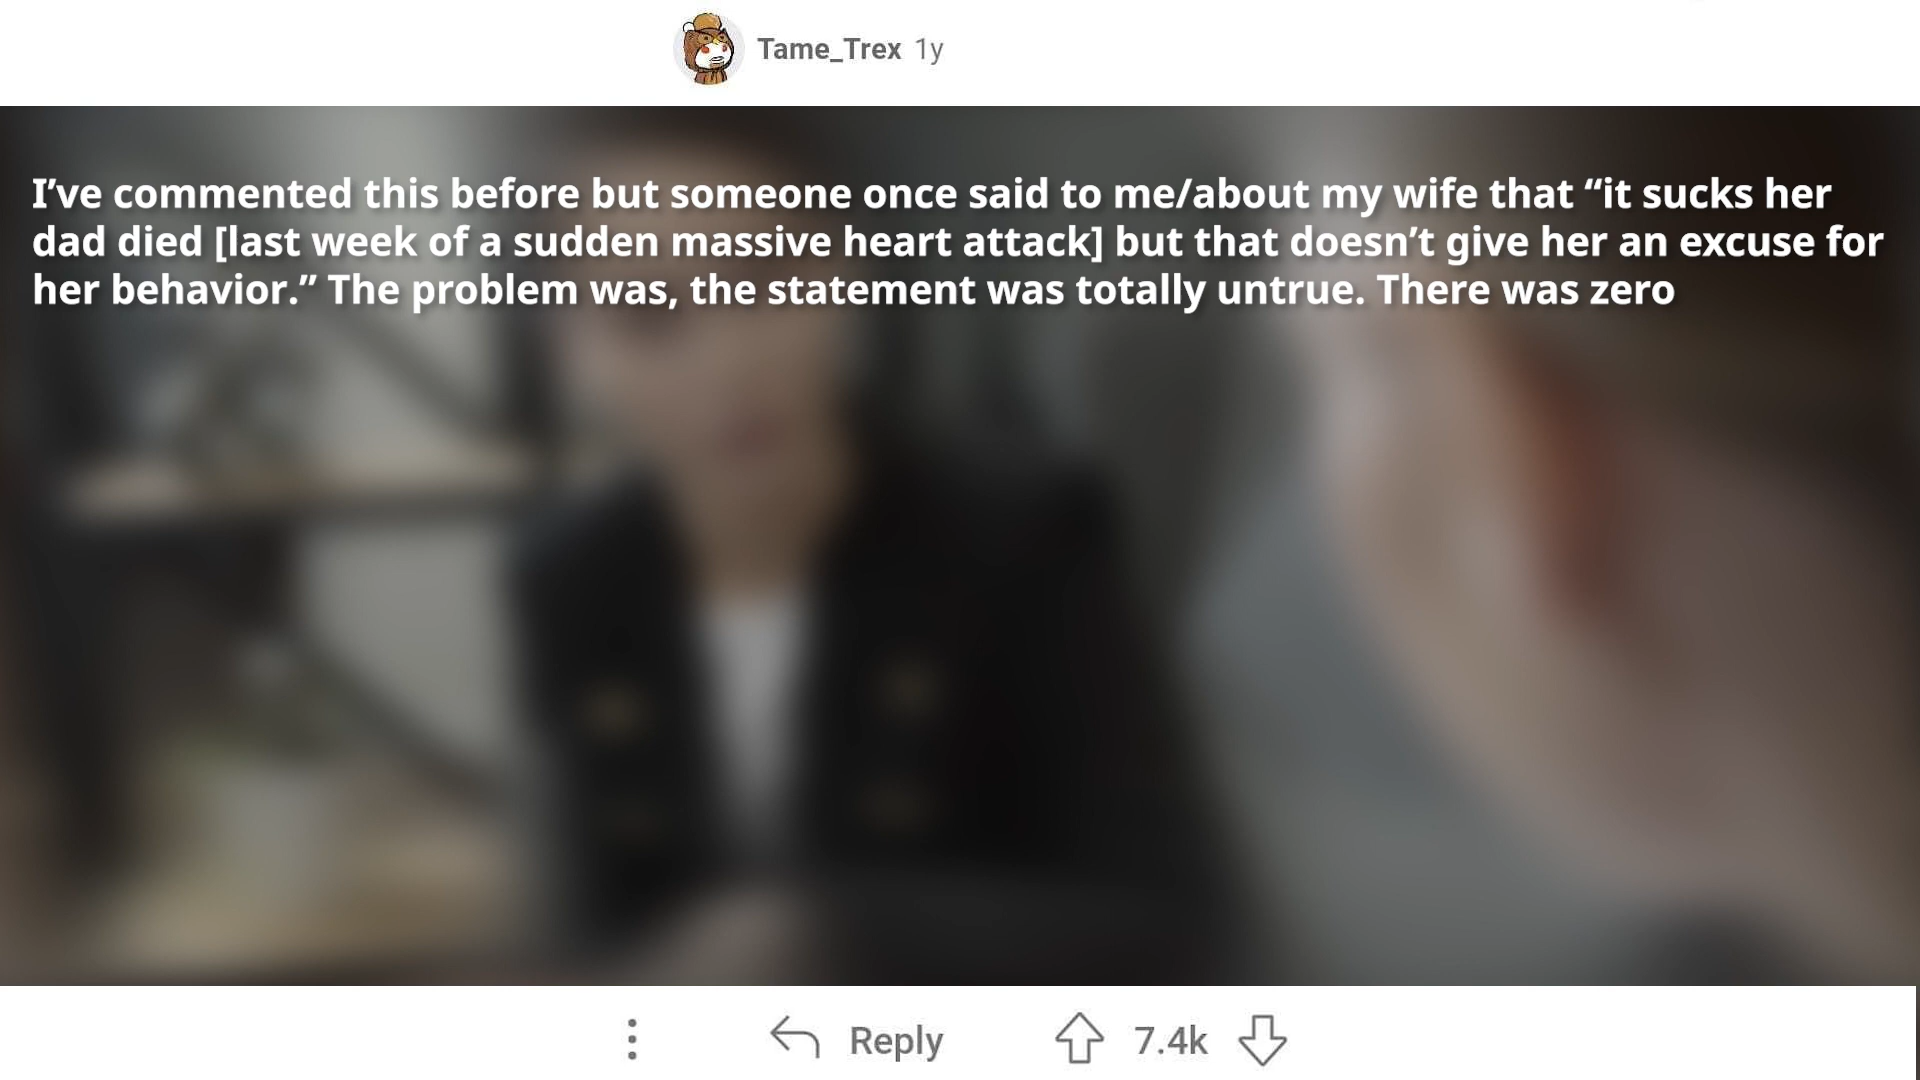 Tame_Trex 1y
I’ve commented this before but someone once said to me/about my wife that “it sucks her
dad died [last week of a sudden massive heart attack] but that doesn’t give her an excuse for
her behavior.” The problem was, the statement was totally untrue. There was zero
Reply 7.4k